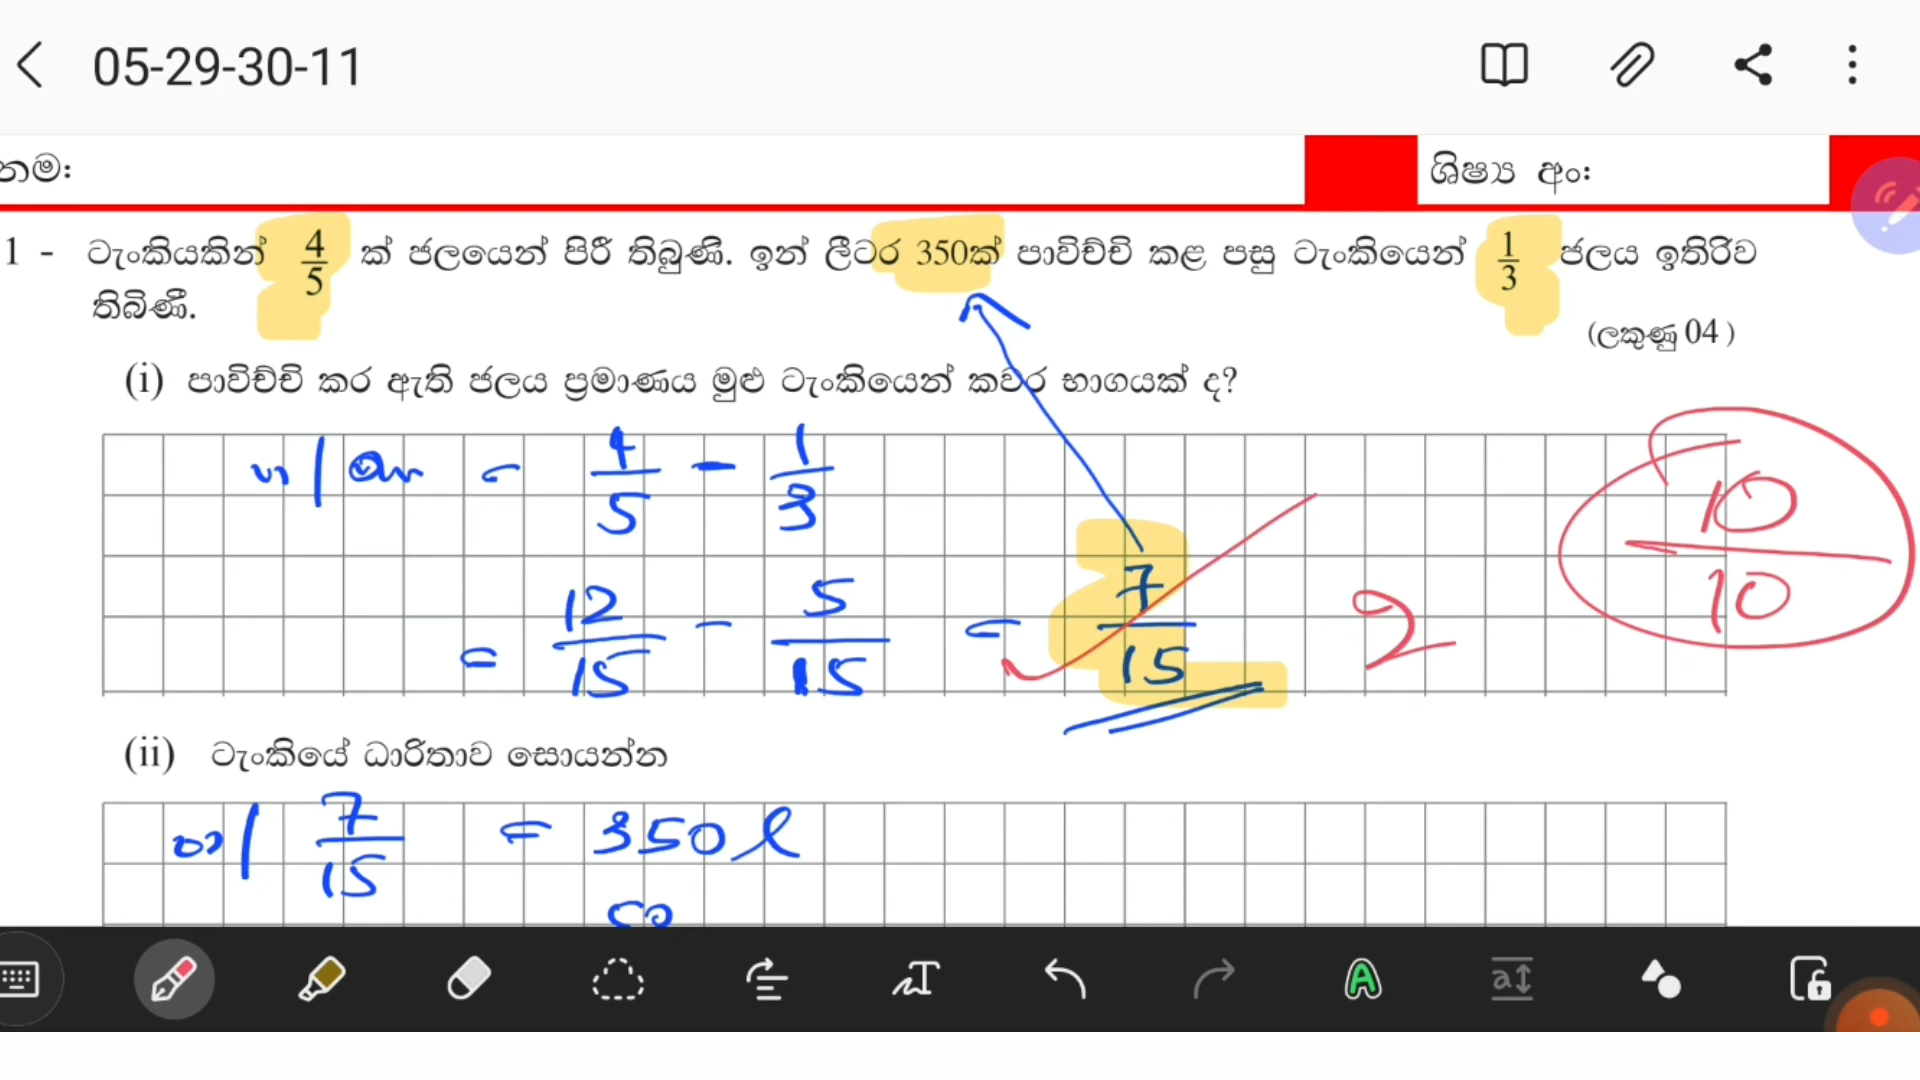 05-29-30-11
නම:
ශිෂ්‍ය අං:
1 - ටැංකියකින් 4/5 ක් ජලයෙන් පිරී තිබුණි. ඉන් ලීටර 350ක් පාවිච්චි කළ පසු ටැංකියෙන් 1/3 ජලය ඉතිරිව
තිබිණී.
(ලකුණු 04)
(i) පාවිච්චි කර ඇති ජලය ප්‍රමාණය මුළු ටැංකියෙන් කවර භාගයක් ද?
= 4/5 - 1/3
= 12/15 - 5/15 = 7/15
2
10/10
(ii) ටැංකියේ ධාරිතාව සොයන්න
7/15 = 350 l
50